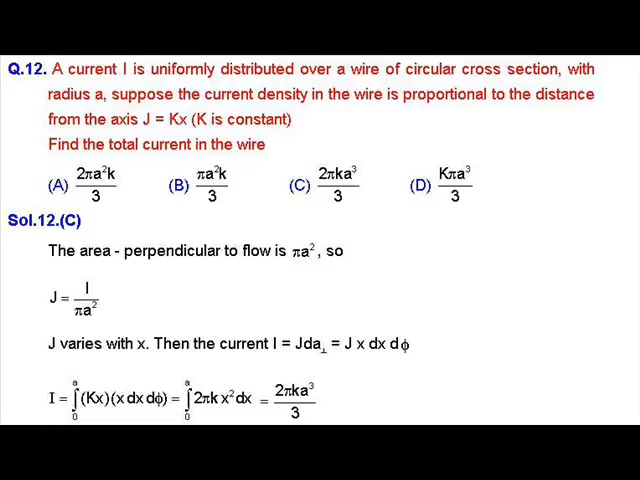 Q.12. A current I is uniformly distributed over a wire of circular cross section, with
radius a, suppose the current density in the wire is proportional to the distance
from the axis J = Kx (K is constant)
Find the total current in the wire
(A) 2πa²k/3 (B) πa²k/3 (C) 2πka³/3 (D) Kπa³/3
Sol.12.(C)
The area - perpendicular to flow is πa², so
J = I/πa²
J varies with x. Then the current I = Jda⊥ = J x dx dϕ
I = ∫₀ᵃ (Kx)(x dx dϕ) = ∫₀ᵃ 2πk x² dx = 2πka³/3